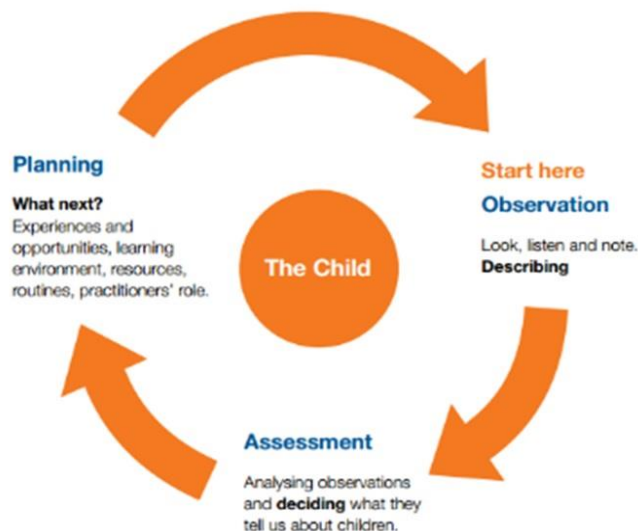 Planning
What next?
Experiences and
opportunities, learning
environment, resources,
routines, practitioners' role.
The Child
Start here
Observation
Look, listen and note.
Describing
Assessment
Analysing observations
and deciding what they
tell us about children.